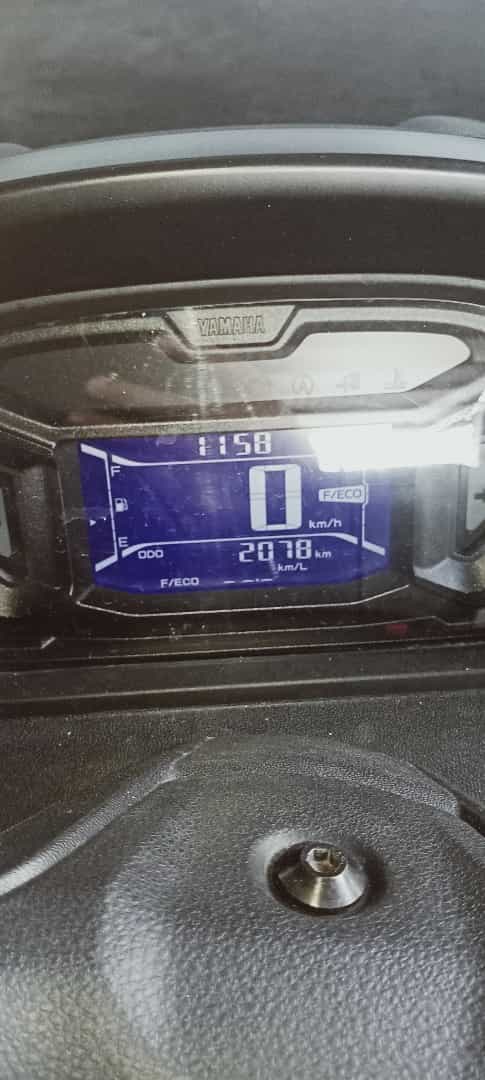 YAMAHA
11:58
F
0
F/ECO
km/h
E
ODO 2078 km
F/ECO --.- km/L